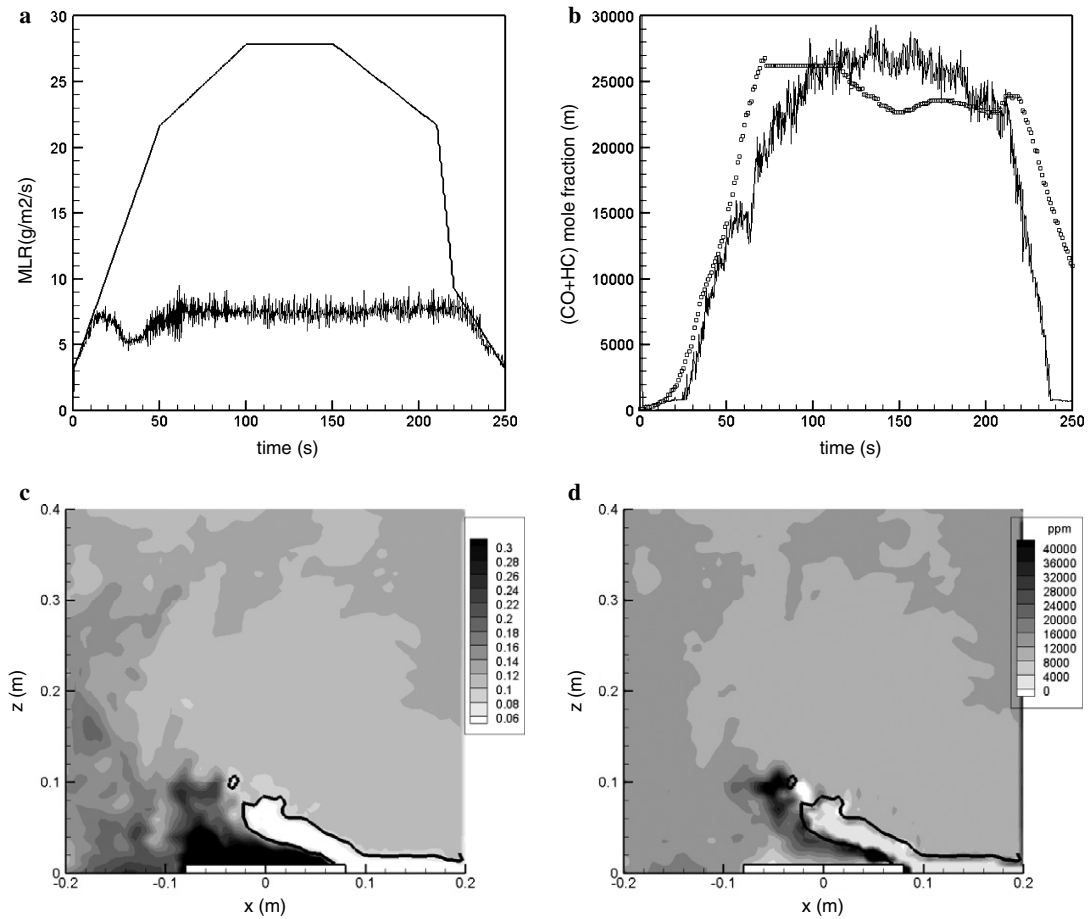 a
MLR(g/m2/s)
30
25
20
15
10
5
0
0 50 100 150 200 250
time (s)
b
(CO+HC) mole fraction (m)
30000
25000
20000
15000
10000
5000
0
0 50 100 150 200 250
time (s)
c
z (m)
0.4
0.3
0.2
0.1
0
-0.2 -0.1 0 0.1 0.2
x (m)
0.3
0.28
0.26
0.24
0.22
0.2
0.18
0.16
0.14
0.12
0.1
0.08
0.06
d
z (m)
0.4
0.3
0.2
0.1
0
-0.2 -0.1 0 0.1 0.2
x (m)
ppm
40000
36000
32000
28000
24000
20000
16000
12000
8000
4000
0